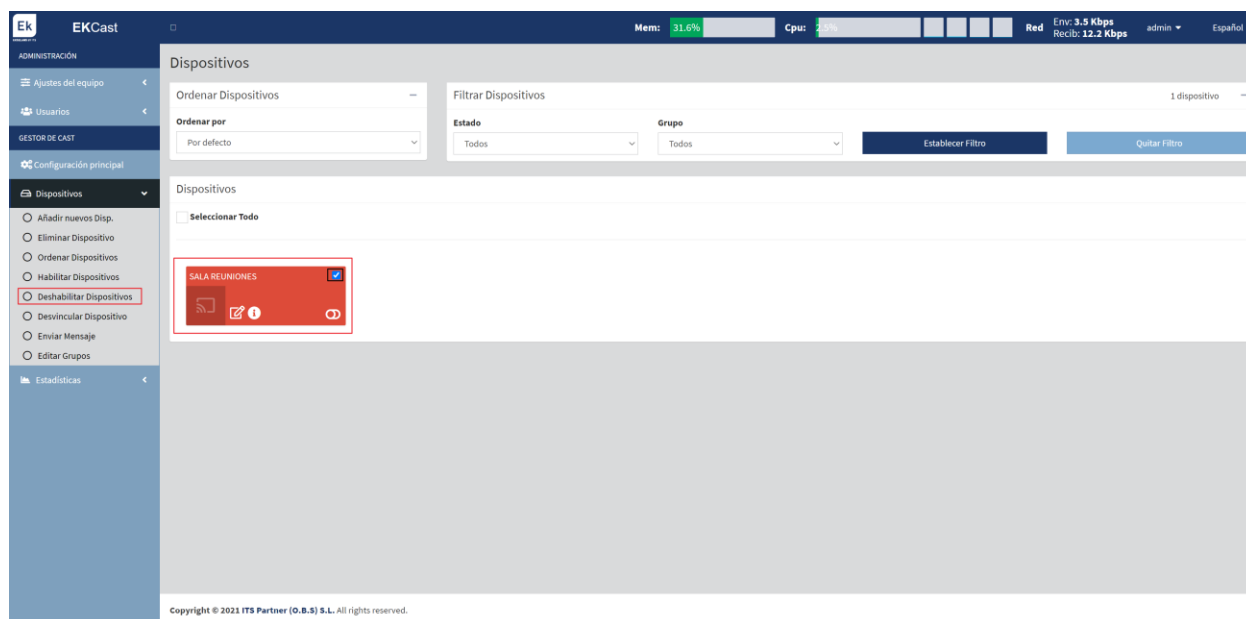 Ek
EKCast
Mem: 31.6%
Cpu: 2.5%
Red
Env: 3.5 Kbps
Recib: 12.2 Kbps
admin
Español
ADMINISTRACIÓN
Ajustes del equipo
Usuarios
GESTOR DE CAST
Configuración principal
Dispositivos
Añadir nuevos Disp.
Eliminar Dispositivo
Ordenar Dispositivos
Habilitar Dispositivos
Deshabilitar Dispositivos
Desvincular Dispositivo
Enviar Mensaje
Editar Grupos
Estadísticas
Dispositivos
Ordenar Dispositivos
Ordenar por
Por defecto
Filtrar Dispositivos
1 dispositivo
Estado
Grupo
Todos
Todos
Establecer Filtro
Quitar Filtro
Dispositivos
Seleccionar Todo
SALA REUNIONES
Copyright © 2021 ITS Partner (O.B.S) S.L. All rights reserved.